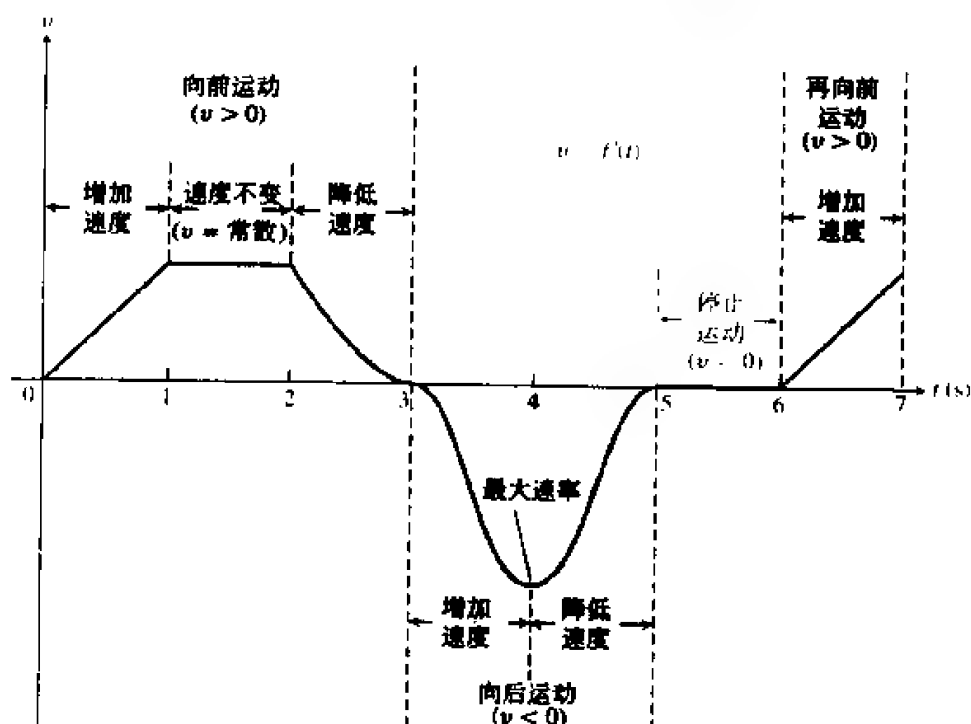 v
向前运动
(v > 0)
再向前
运动
(v > 0)
v = f'(t)
增加
速度
速度不变
(v = 常数)
降低
速度
增加
速度
停止
运动
(v = 0)
0
1
2
3
4
5
6
7
t (s)
最大速率
增加
速度
降低
速度
向后运动
(v < 0)